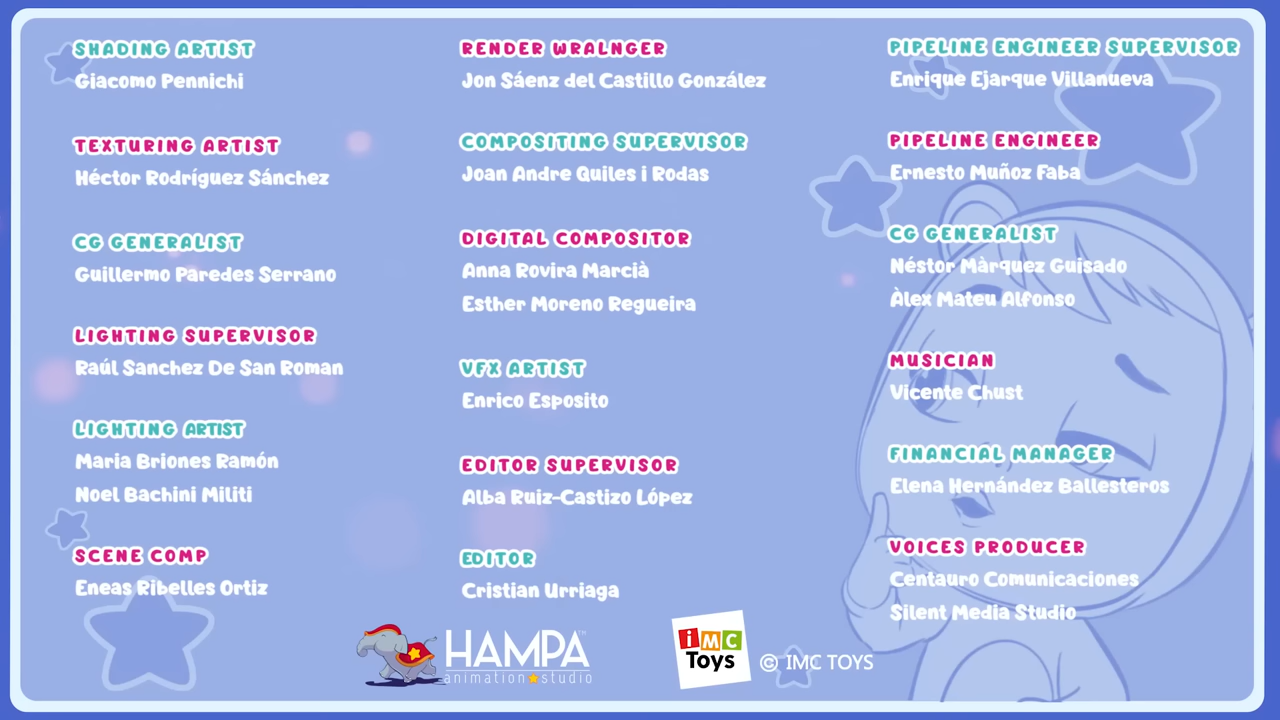 SHADING ARTIST
Giacomo Pennichi
TEXTURING ARTIST
Héctor Rodríguez Sánchez
CG GENERALIST
Guillermo Paredes Serrano
LIGHTING SUPERVISOR
Raúl Sanchez De San Roman
LIGHTING ARTIST
Maria Briones Ramón
Noel Bachini Militi
SCENE COMP
Eneas Ribelles Ortiz
RENDER WRALNGER
Jon Sáenz del Castillo González
COMPOSITING SUPERVISOR
Joan Andre Quiles i Rodas
DIGITAL COMPOSITOR
Anna Rovira Marcià
Esther Moreno Regueira
VFX ARTIST
Enrico Esposito
EDITOR SUPERVISOR
Alba Ruiz-Castizo López
EDITOR
Cristian Urriaga
PIPELINE ENGINEER SUPERVISOR
Enrique Ejarque Villanueva
PIPELINE ENGINEER
Ernesto Muñoz Faba
CG GENERALIST
Néstor Màrquez Guisado
Àlex Mateu Alfonso
MUSICIAN
Vicente Chust
FINANCIAL MANAGER
Elena Hernández Ballesteros
VOICES PRODUCER
Centauro Comunicaciones
Silent Media Studio
HAMPA™
animation studio
iMC
Toys
© IMC TOYS